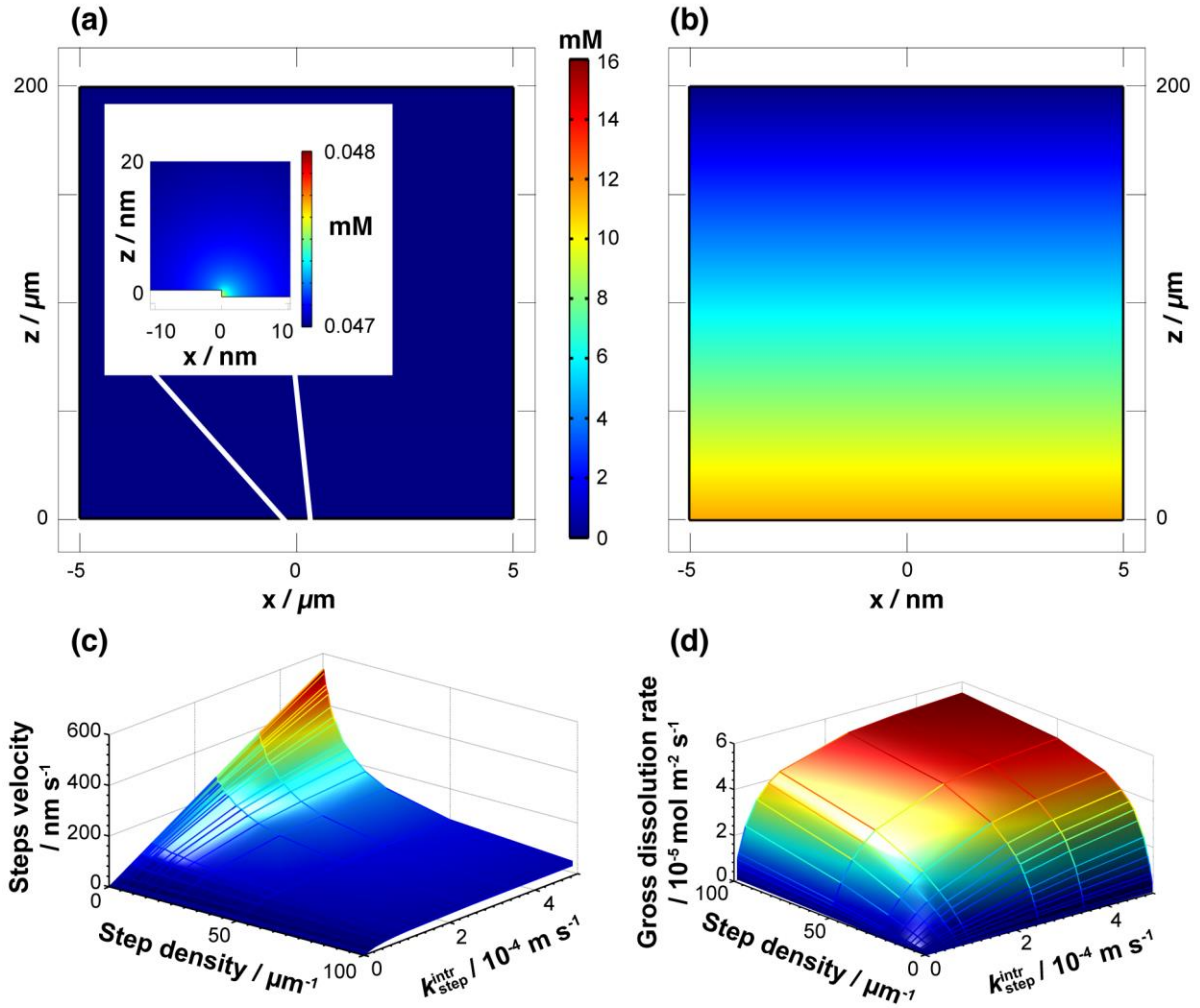 (a)
(b)
mM
200
z / µm
0
-5
0
5
x / µm
20
z / nm
0
-10
0
10
x / nm
0.048
mM
0.047
16
14
12
10
8
6
4
2
0
200
z / µm
0
-5
0
5
x / nm
(c)
Steps velocity
/ nm s⁻¹
600
400
200
0
0
50
100
Step density / µm⁻¹
0
2
4
k intr step / 10⁻⁴ m s⁻¹
(d)
Gross dissolution rate
/ 10⁻⁵ mol m⁻² s⁻¹
6
4
2
0
100
50
0
Step density / µm⁻¹
0
2
4
k intr step / 10⁻⁴ m s⁻¹